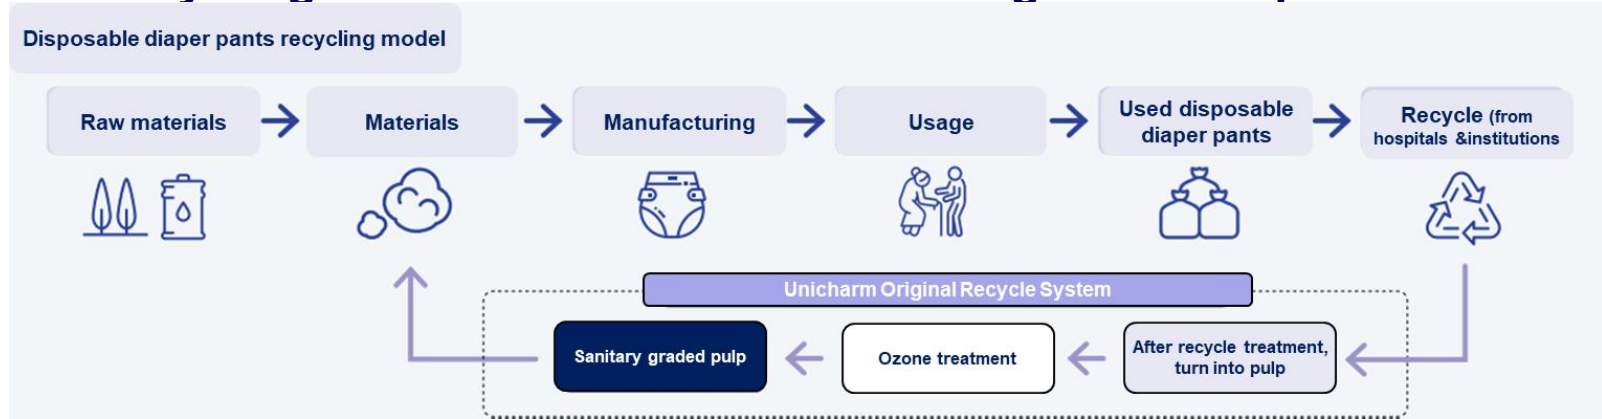 Disposable diaper pants recycling model
Raw materials
Materials
Manufacturing
Usage
Used disposable
diaper pants
Recycle (from
hospitals &institutions
Unicharm Original Recycle System
Sanitary graded pulp
Ozone treatment
After recycle treatment,
turn into pulp